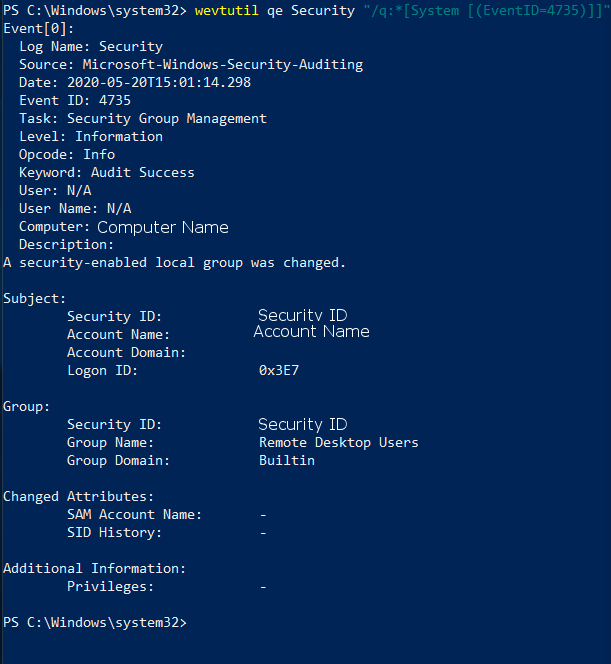 PS C:\Windows\system32> wevtutil qe Security "/q:*[System [(EventID=4735)]]"
Event[0]:
Log Name: Security
Source: Microsoft-Windows-Security-Auditing
Date: 2020-05-20T15:01:14.298
Event ID: 4735
Task: Security Group Management
Level: Information
Opcode: Info
Keyword: Audit Success
User: N/A
User Name: N/A
Computer: Computer Name
Description:
A security-enabled local group was changed.
Subject:
Security ID: Security ID
Account Name: Account Name
Account Domain:
Logon ID: 0x3E7
Group:
Security ID: Security ID
Group Name: Remote Desktop Users
Group Domain: Builtin
Changed Attributes:
SAM Account Name: -
SID History: -
Additional Information:
Privileges: -
PS C:\Windows\system32>